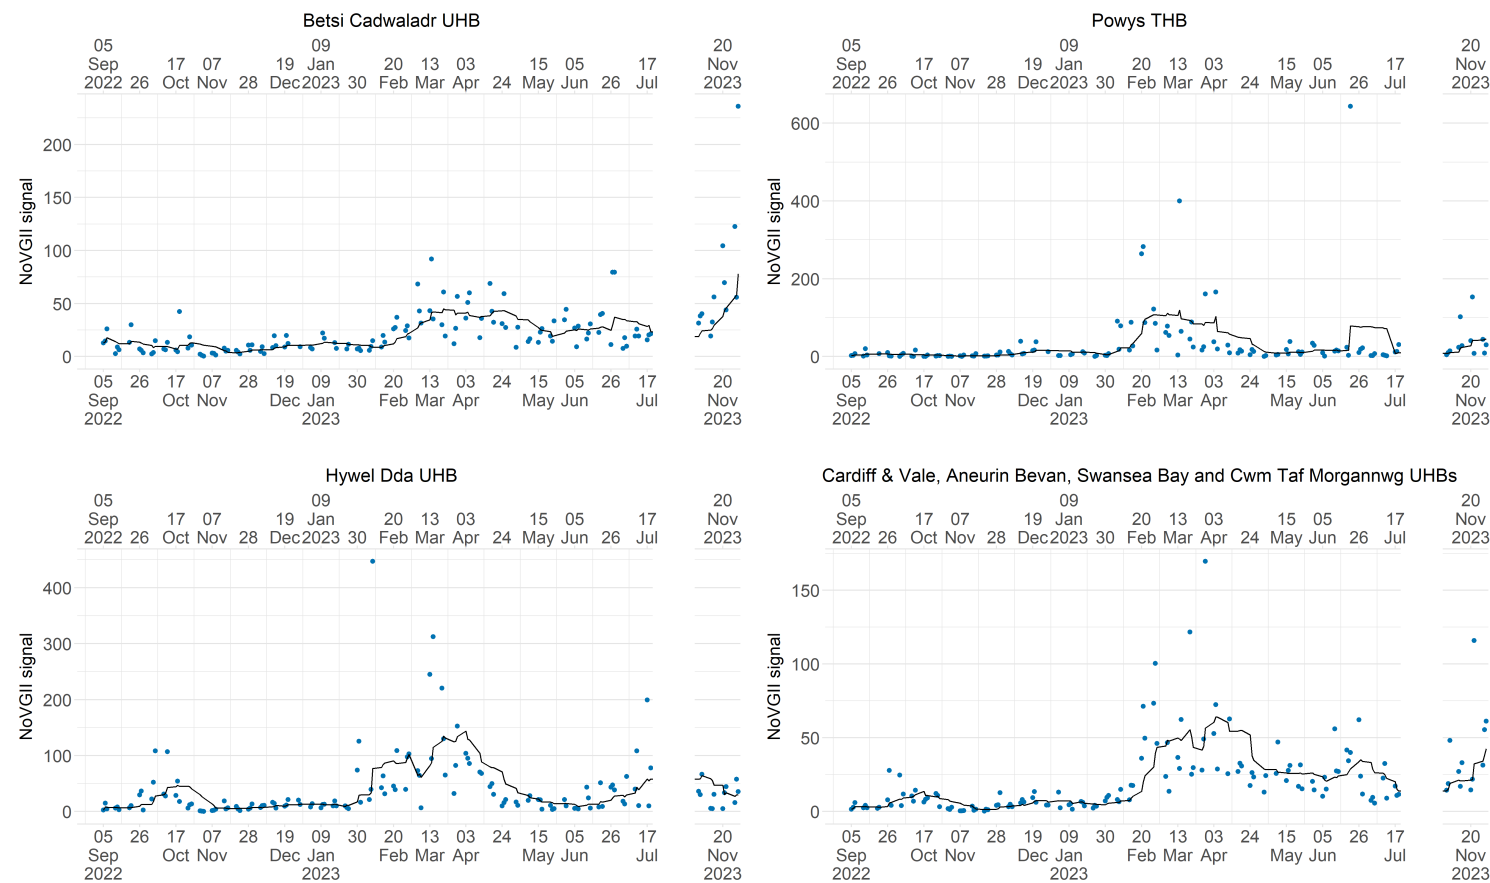 Betsi Cadwaladr UHB
05 09 20
Sep 17 07 19 Jan 20 13 03 15 05 17 Nov
2022 26 Oct Nov 28 Dec 2023 30 Feb Mar Apr 24 May Jun 26 Jul 2023
NoVGII signal
200
150
100
50
0
05 26 17 07 28 19 09 30 20 13 03 24 15 05 26 17 20
Sep Oct Nov Dec Jan Feb Mar Apr May Jun Jul Nov
2022 2023 2023
Powys THB
05 09 20
Sep 17 07 19 Jan 20 13 03 15 05 17 Nov
2022 26 Oct Nov 28 Dec 2023 30 Feb Mar Apr 24 May Jun 26 Jul 2023
NoVGII signal
600
400
200
0
05 26 17 07 28 19 09 30 20 13 03 24 15 05 26 17 20
Sep Oct Nov Dec Jan Feb Mar Apr May Jun Jul Nov
2022 2023 2023
Hywel Dda UHB
05 09 20
Sep 17 07 19 Jan 20 13 03 15 05 17 Nov
2022 26 Oct Nov 28 Dec 2023 30 Feb Mar Apr 24 May Jun 26 Jul 2023
NoVGII signal
400
300
200
100
0
05 26 17 07 28 19 09 30 20 13 03 24 15 05 26 17 20
Sep Oct Nov Dec Jan Feb Mar Apr May Jun Jul Nov
2022 2023 2023
Cardiff & Vale, Aneurin Bevan, Swansea Bay and Cwm Taf Morgannwg UHBs
05 09 20
Sep 17 07 19 Jan 20 13 03 15 05 17 Nov
2022 26 Oct Nov 28 Dec 2023 30 Feb Mar Apr 24 May Jun 26 Jul 2023
NoVGII signal
150
100
50
0
05 26 17 07 28 19 09 30 20 13 03 24 15 05 26 17 20
Sep Oct Nov Dec Jan Feb Mar Apr May Jun Jul Nov
2022 2023 2023